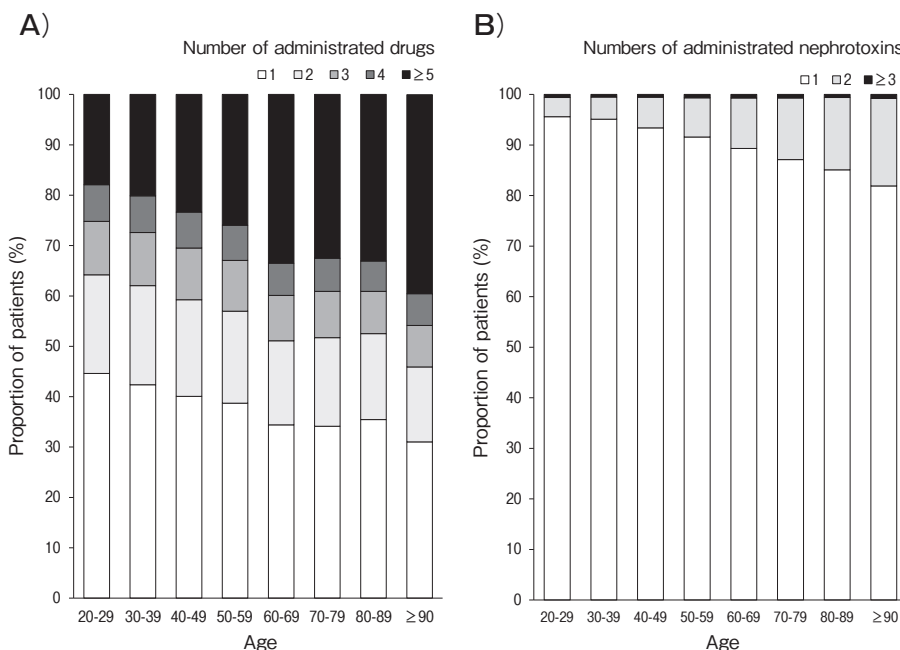 A)
Number of administrated drugs
1 2 3 4 ≥5
100
90
80
70
60
50
40
30
20
10
0
Proportion of patients (%)
20-29 30-39 40-49 50-59 60-69 70-79 80-89 ≥90
Age
B)
Numbers of administrated nephrotoxins
1 2 ≥3
100
90
80
70
60
50
40
30
20
10
0
Proportion of patients (%)
20-29 30-39 40-49 50-59 60-69 70-79 80-89 ≥90
Age